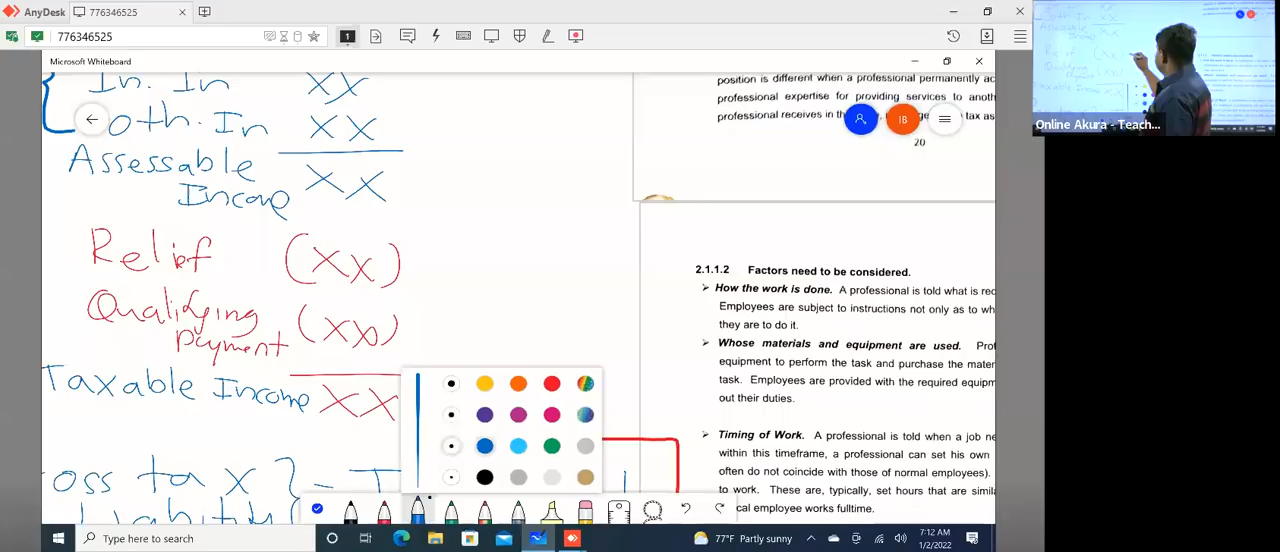 AnyDesk
776346525
776346525
1
Microsoft Whiteboard
In. In XX
Oth. In XX
Assessable
Income XX
Relief (XX)
Qualifying
Payment (XX)
Taxable Income XX
oss tax } - T
liability
position is different when a professional permanently ac
professional expertise for providing services to anoth
professional receives in th
tax as
IB
20
2.1.1.2 Factors need to be considered.
➢ How the work is done. A professional is told what is rec
Employees are subject to instructions not only as to wh
they are to do it.
➢ Whose materials and equipment are used. Prof
equipment to perform the task and purchase the mater
task. Employees are provided with the required equipm
out their duties.
➢ Timing of Work. A professional is told when a job ne
within this timeframe, a professional can set his own
often do not coincide with those of normal employees).
to work. These are, typically, set hours that are simila
cal employee works fulltime.
Online Akura - Teach...
Type here to search
77°F Partly sunny
7:12 AM
1/2/2022